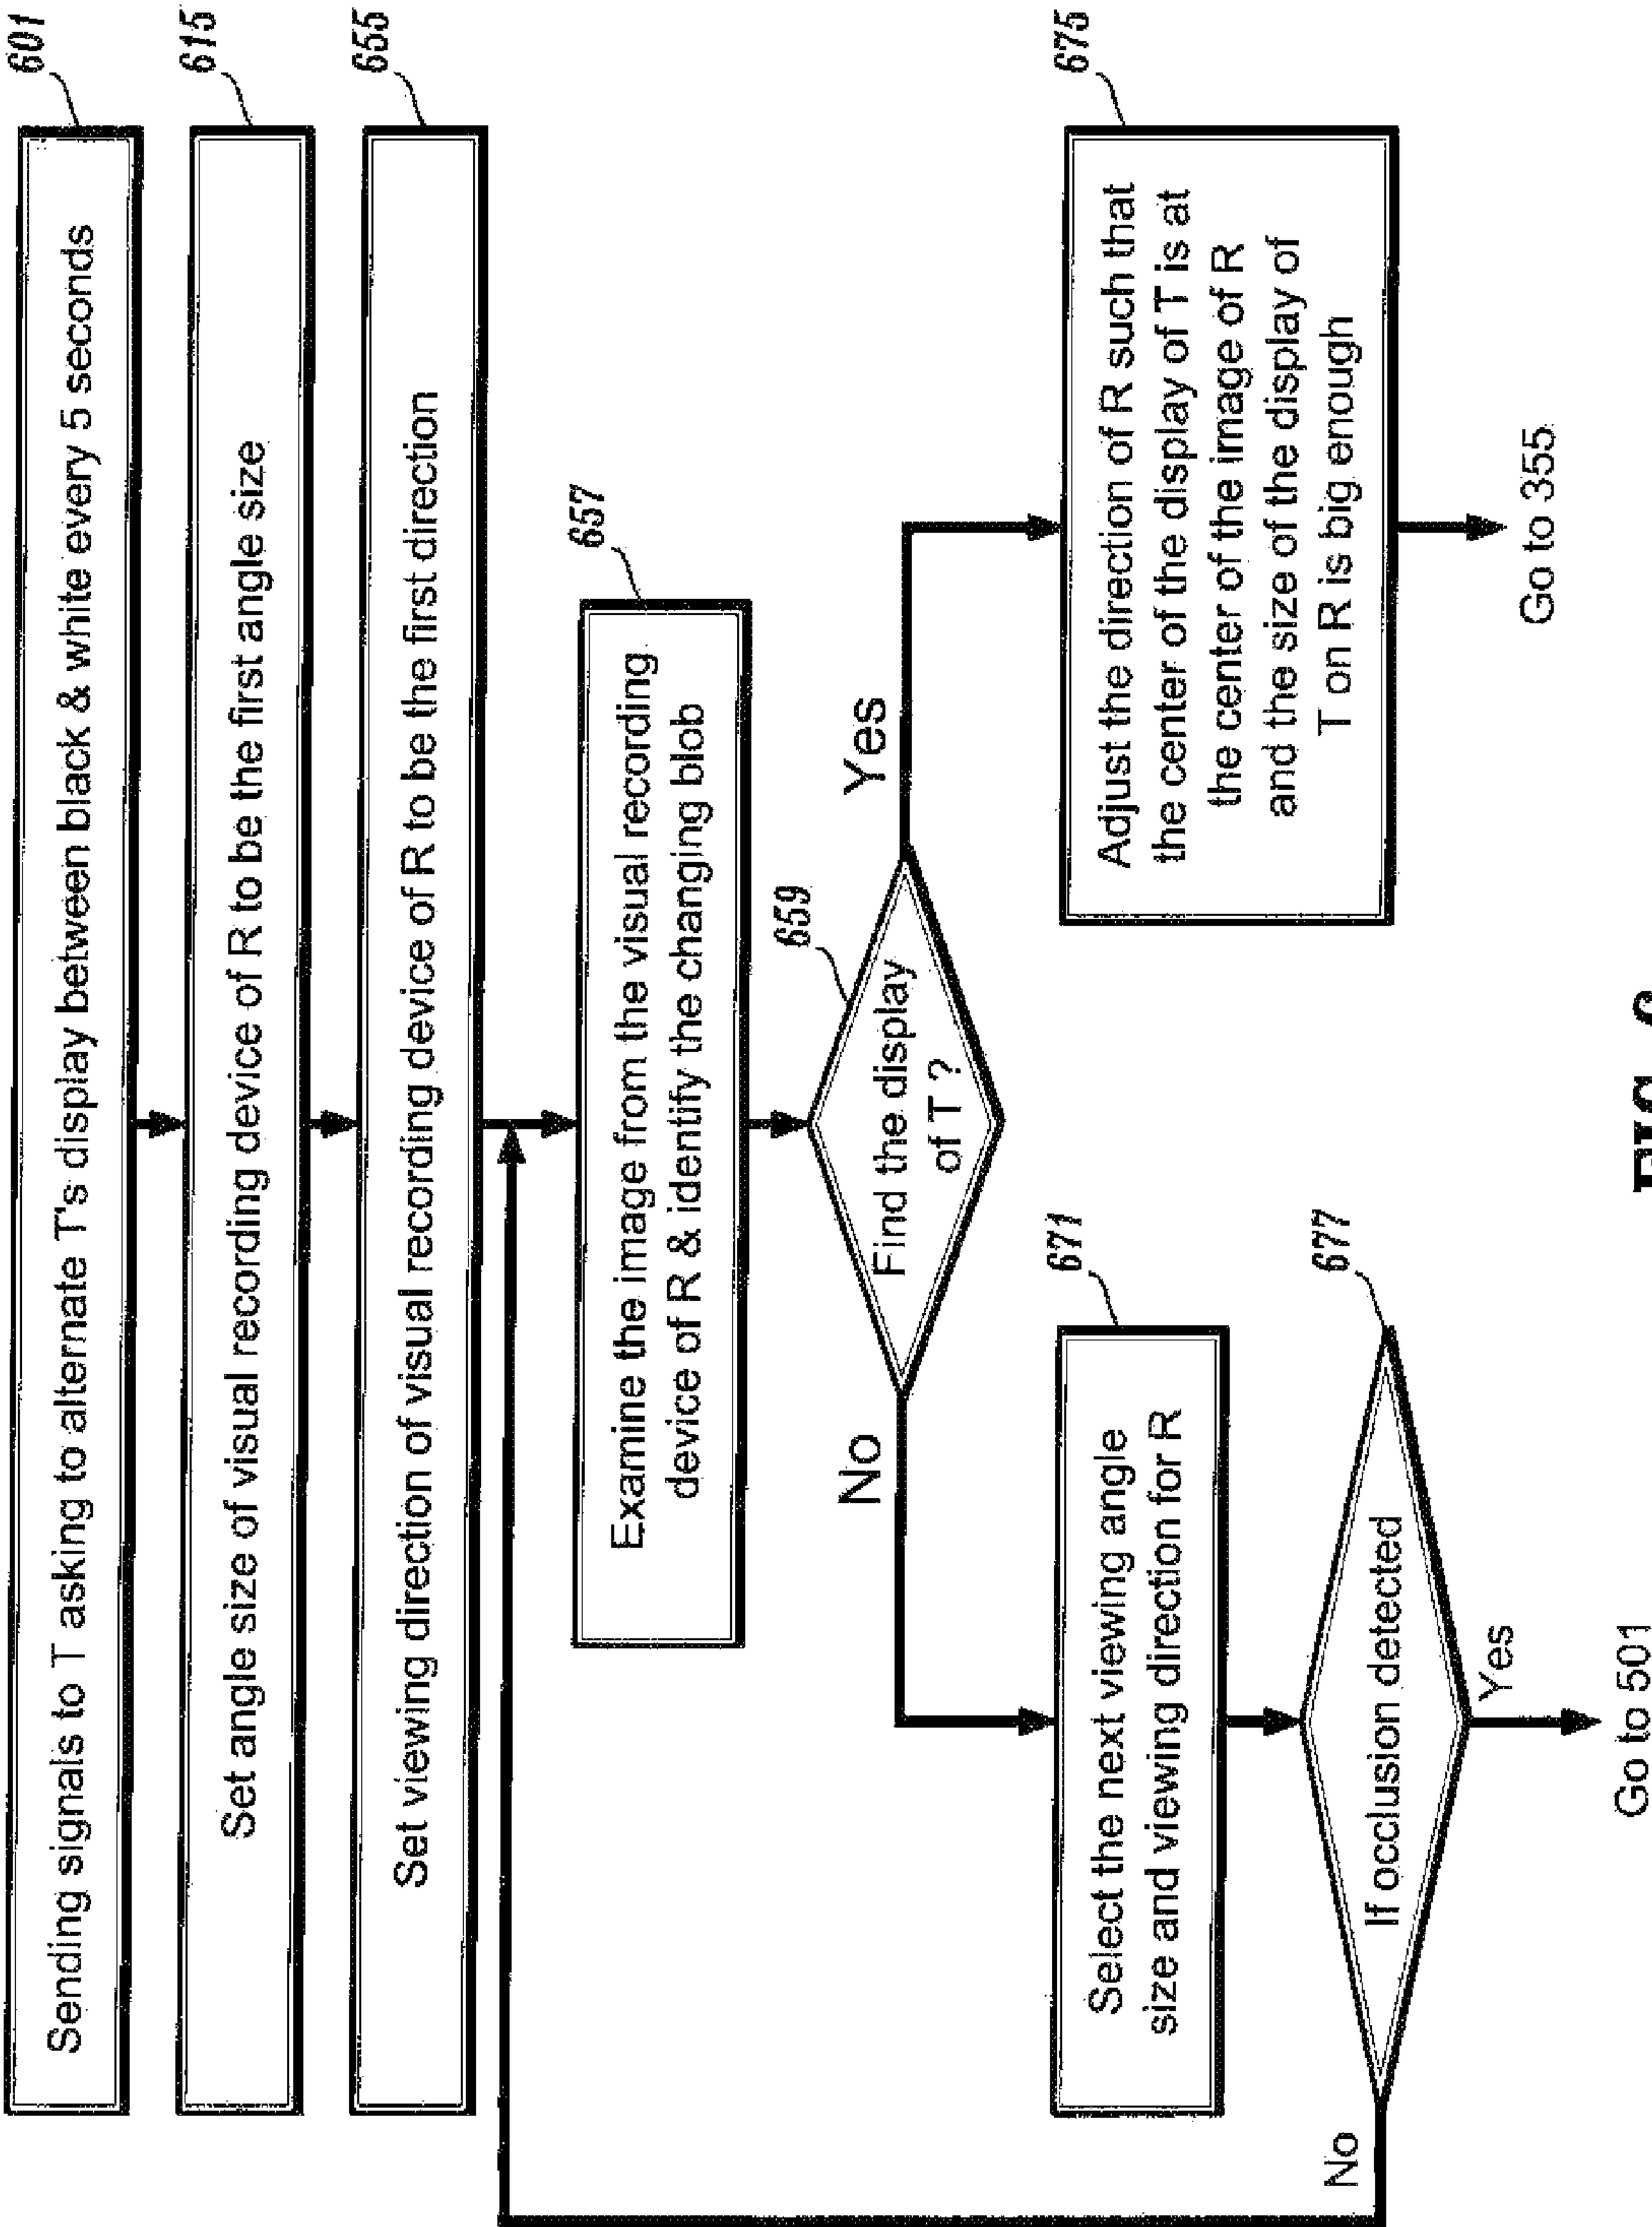 601
Sending signals to T asking to alternate T's display between black & white every 5 seconds
615
Set angle size of visual recording device of R to be the first angle size
655
Set viewing direction of visual recording device of R to be the first direction
657
Examine the image from the visual recording
device of R & identify the changing blob
659
Find the display
of T ?
No
Yes
671
Select the next viewing angle
size and viewing direction for R
675
Adjust the direction of R such that
the center of the display of T is at
the center of the image of R
and the size of the display of
T on R is big enough
677
If occlusion detected
No
Yes
Go to 355
Go to 501